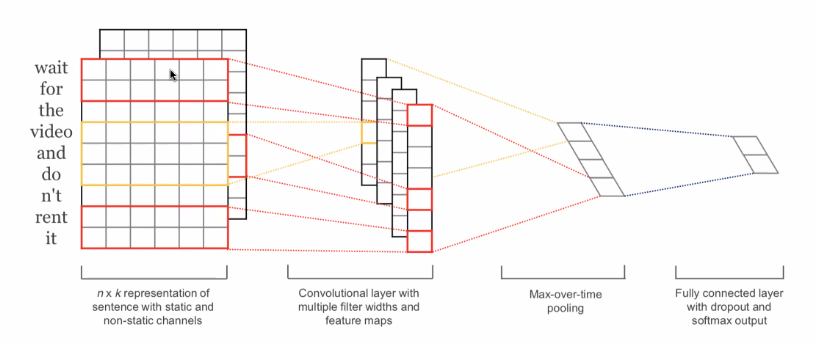 wait
for
the
video
and
do
n't
rent
it
n x k representation of
sentence with static and
non-static channels
Convolutional layer with
multiple filter widths and
feature maps
Max-over-time
pooling
Fully connected layer
with dropout and
softmax output